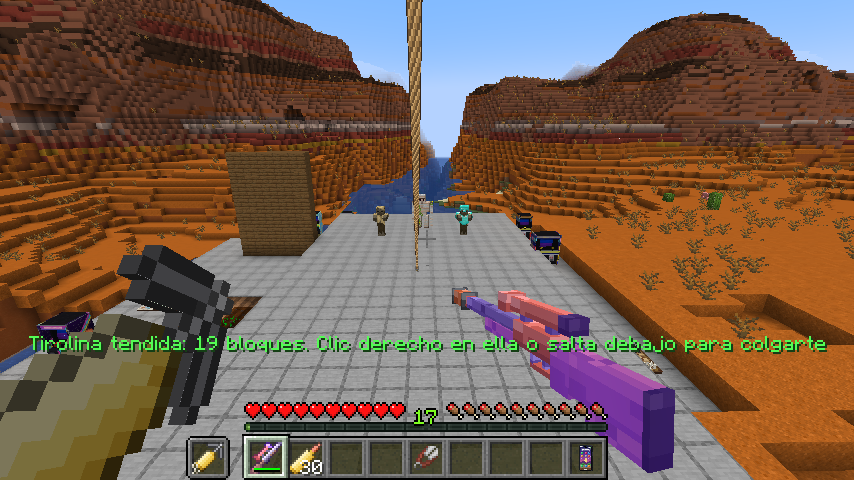 Tirolina tendida: 19 bloques. Clic derecho en ella o salta debajo para colgarte
17
30